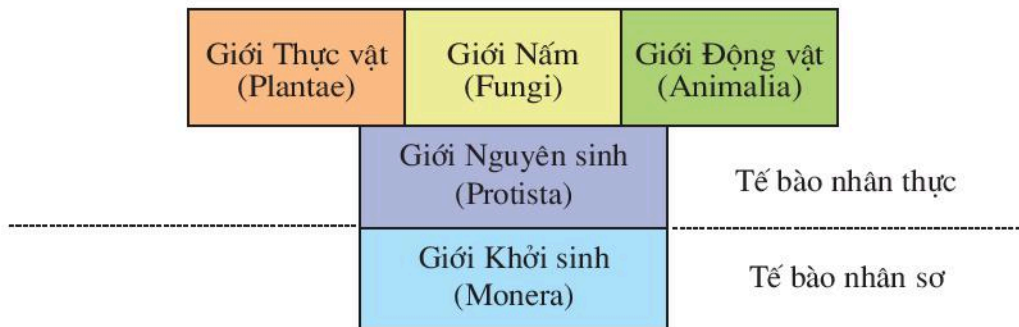 Giới Thực vật
(Plantae)
Giới Nấm
(Fungi)
Giới Động vật
(Animalia)
Giới Nguyên sinh
(Protista)
Tế bào nhân thực
Giới Khởi sinh
(Monera)
Tế bào nhân sơ